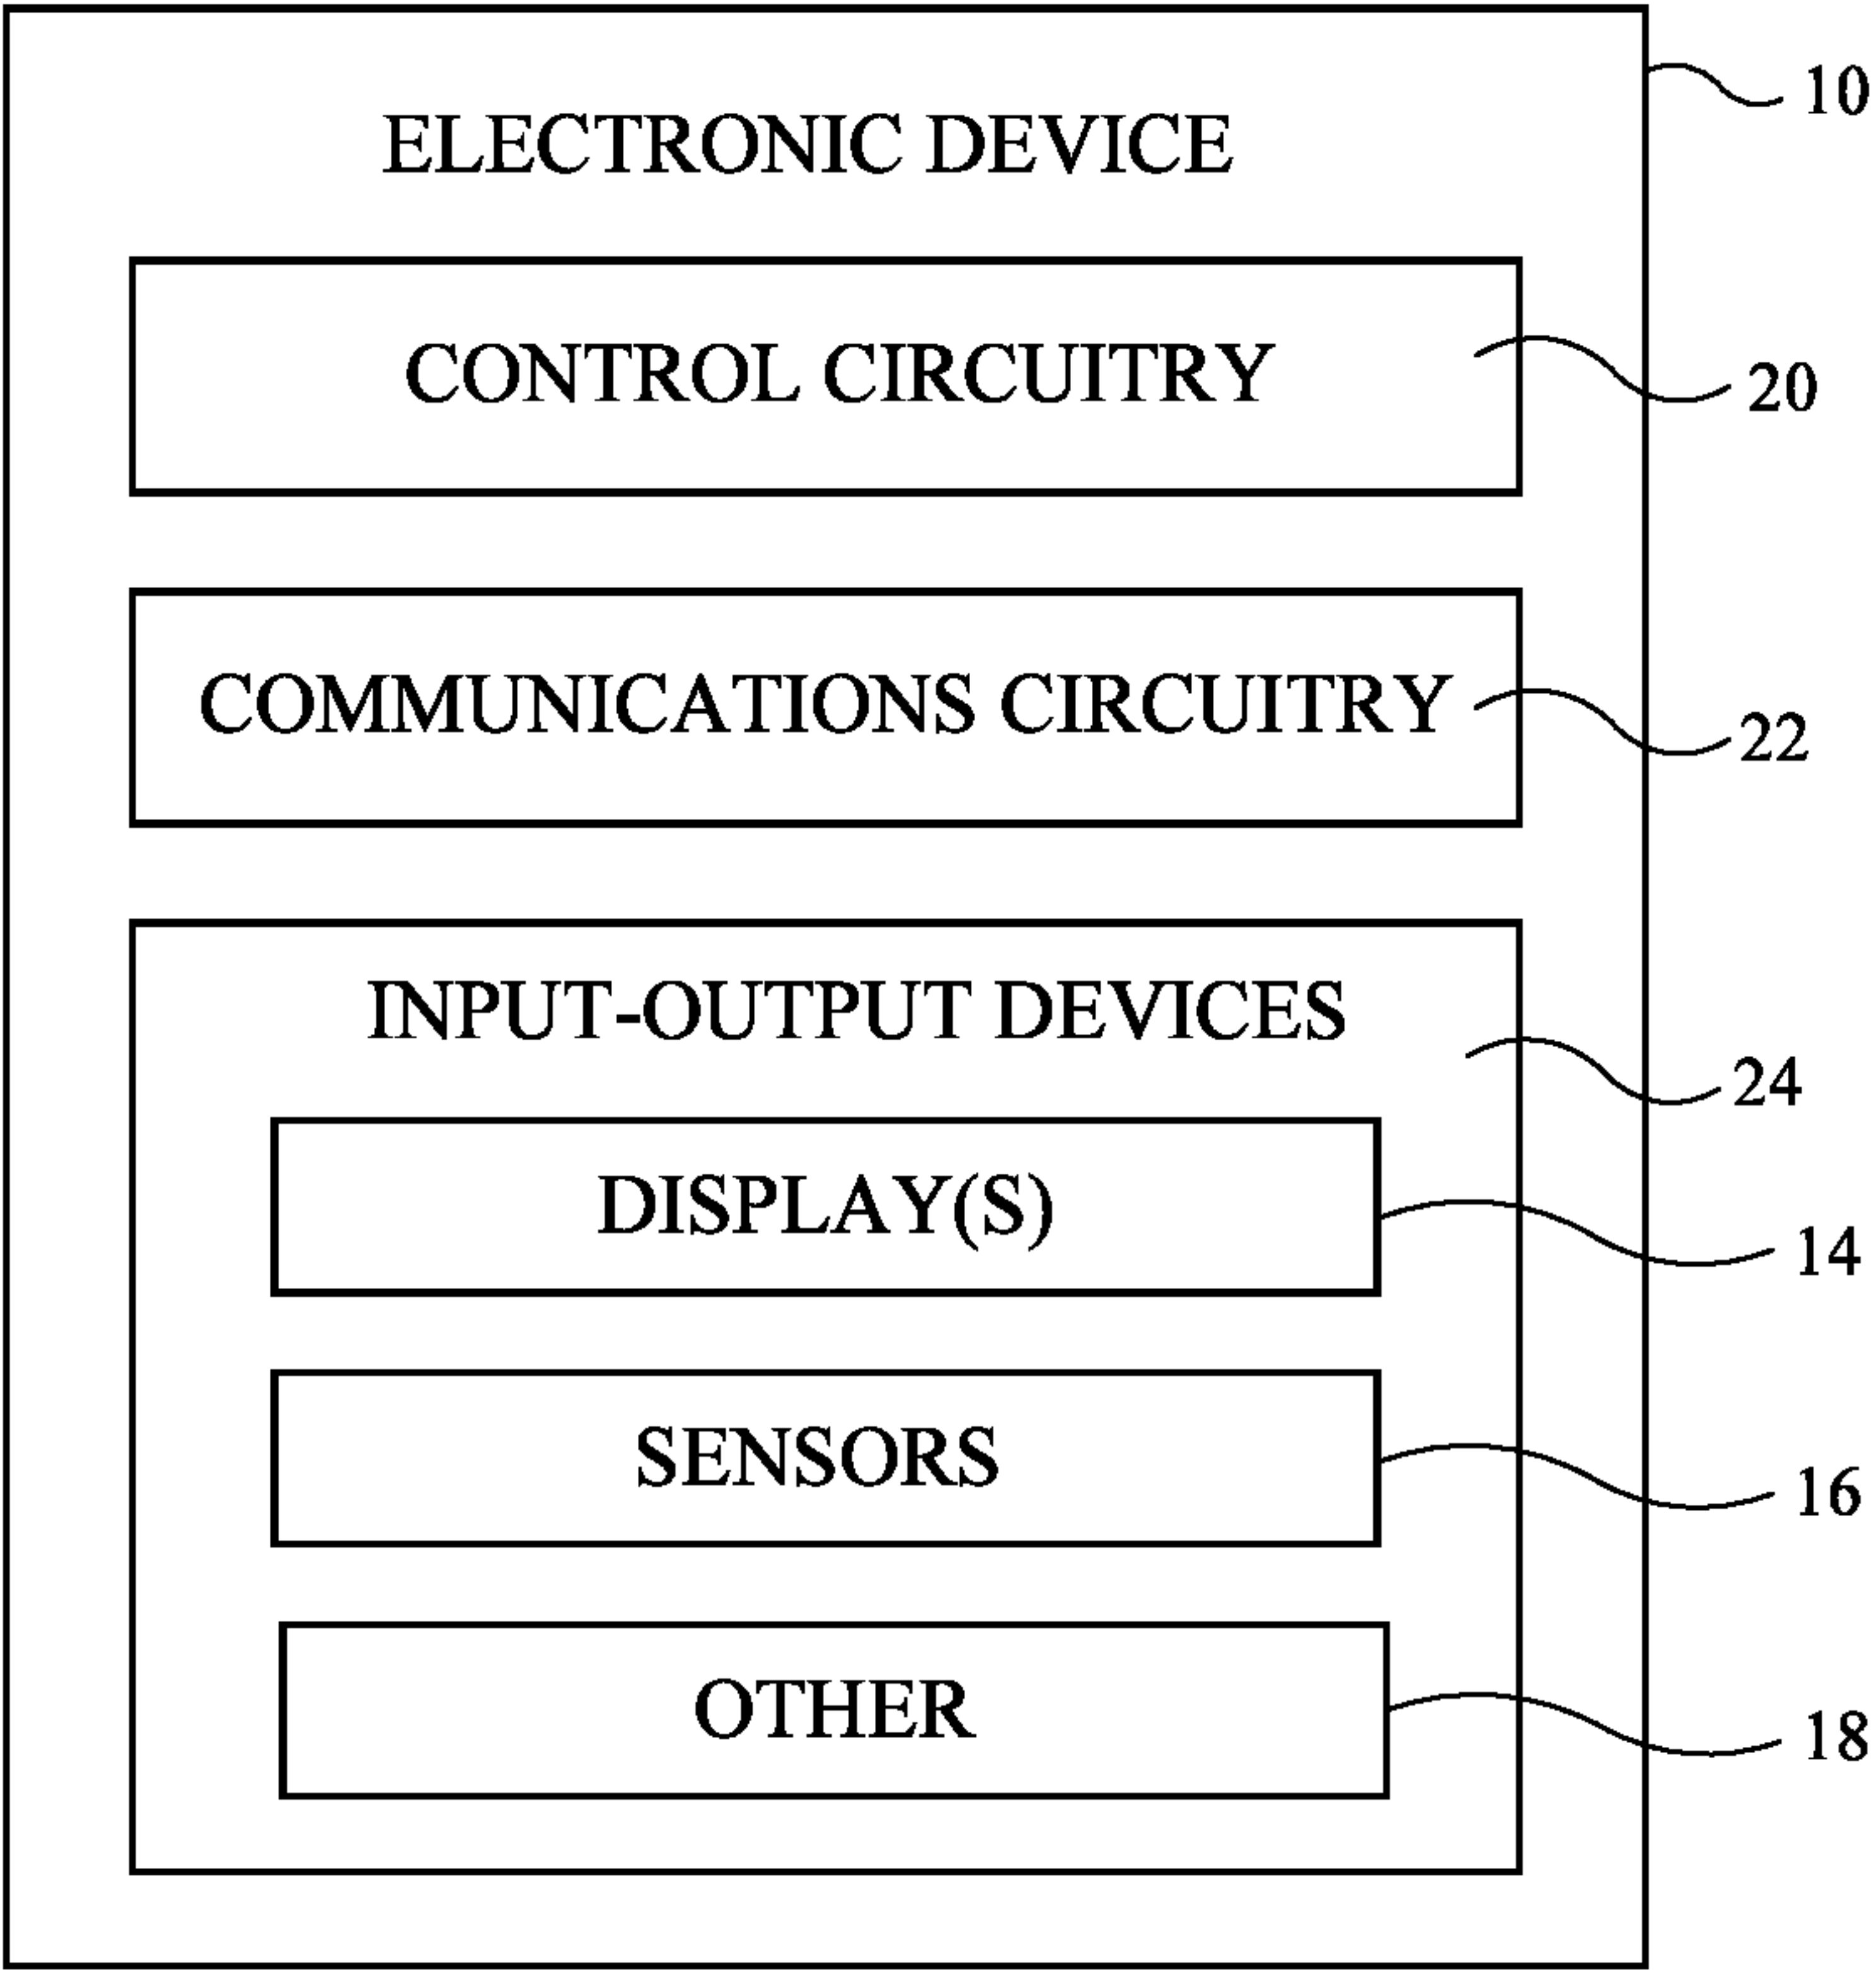 10
ELECTRONIC DEVICE
CONTROL CIRCUITRY
20
COMMUNICATIONS CIRCUITRY
22
INPUT-OUTPUT DEVICES
24
DISPLAY(S)
14
SENSORS
16
OTHER
18